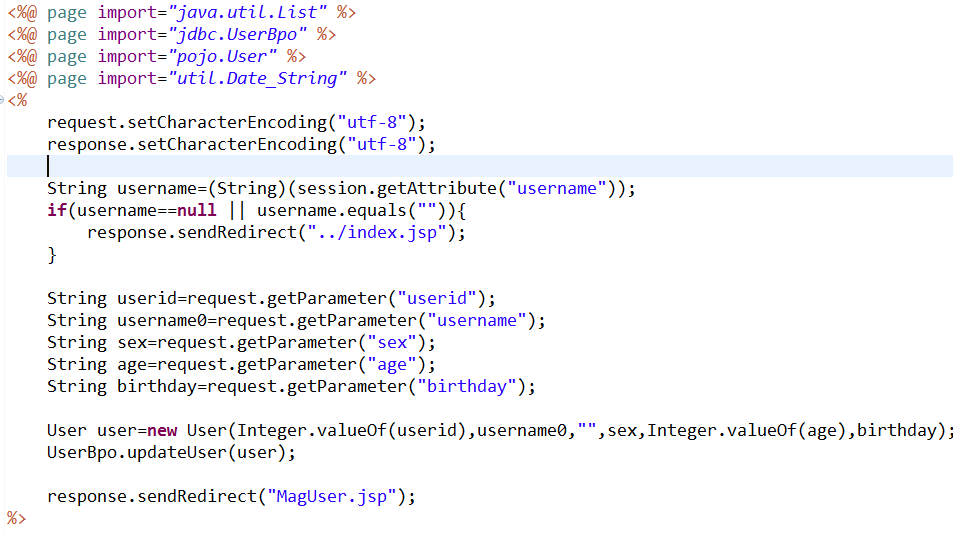 <%@ page import="java.util.List" %>
<%@ page import="jdbc.UserBpo" %>
<%@ page import="pojo.User" %>
<%@ page import="util.Date_String" %>
<%
    request.setCharacterEncoding("utf-8");
    response.setCharacterEncoding("utf-8");
    String username=(String)(session.getAttribute("username"));
    if(username==null || username.equals("")){
        response.sendRedirect("../index.jsp");
    }
    String userid=request.getParameter("userid");
    String username0=request.getParameter("username");
    String sex=request.getParameter("sex");
    String age=request.getParameter("age");
    String birthday=request.getParameter("birthday");
    User user=new User(Integer.valueOf(userid),username0,"",sex,Integer.valueOf(age),birthday);
    UserBpo.updateUser(user);
    response.sendRedirect("MagUser.jsp");
%>